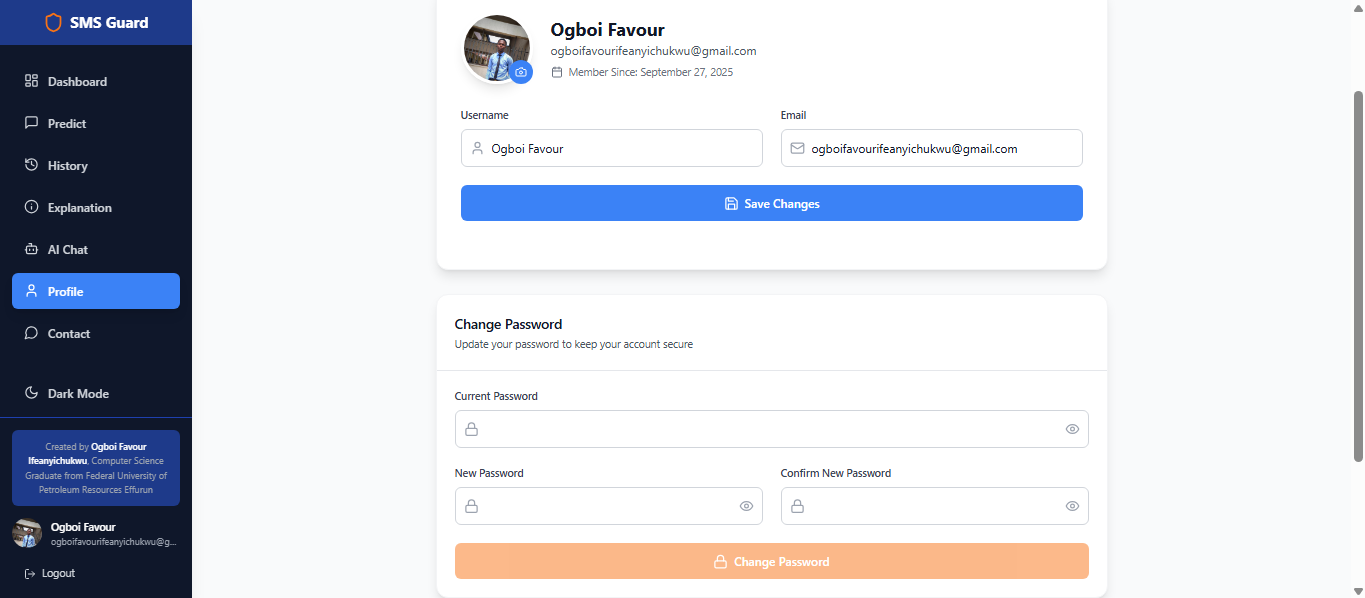 SMS Guard
Dashboard
Predict
History
Explanation
AI Chat
Profile
Contact
Dark Mode
Created by Ogboi Favour
Ifeanyichukwu, Computer Science
Graduate from Federal University of
Petroleum Resources Effurun
Ogboi Favour
ogboifavourifeanyichukwu@g...
Logout
Ogboi Favour
ogboifavourifeanyichukwu@gmail.com
Member Since: September 27, 2025
Username
Ogboi Favour
Email
ogboifavourifeanyichukwu@gmail.com
Save Changes
Change Password
Update your password to keep your account secure
Current Password
New Password
Confirm New Password
Change Password